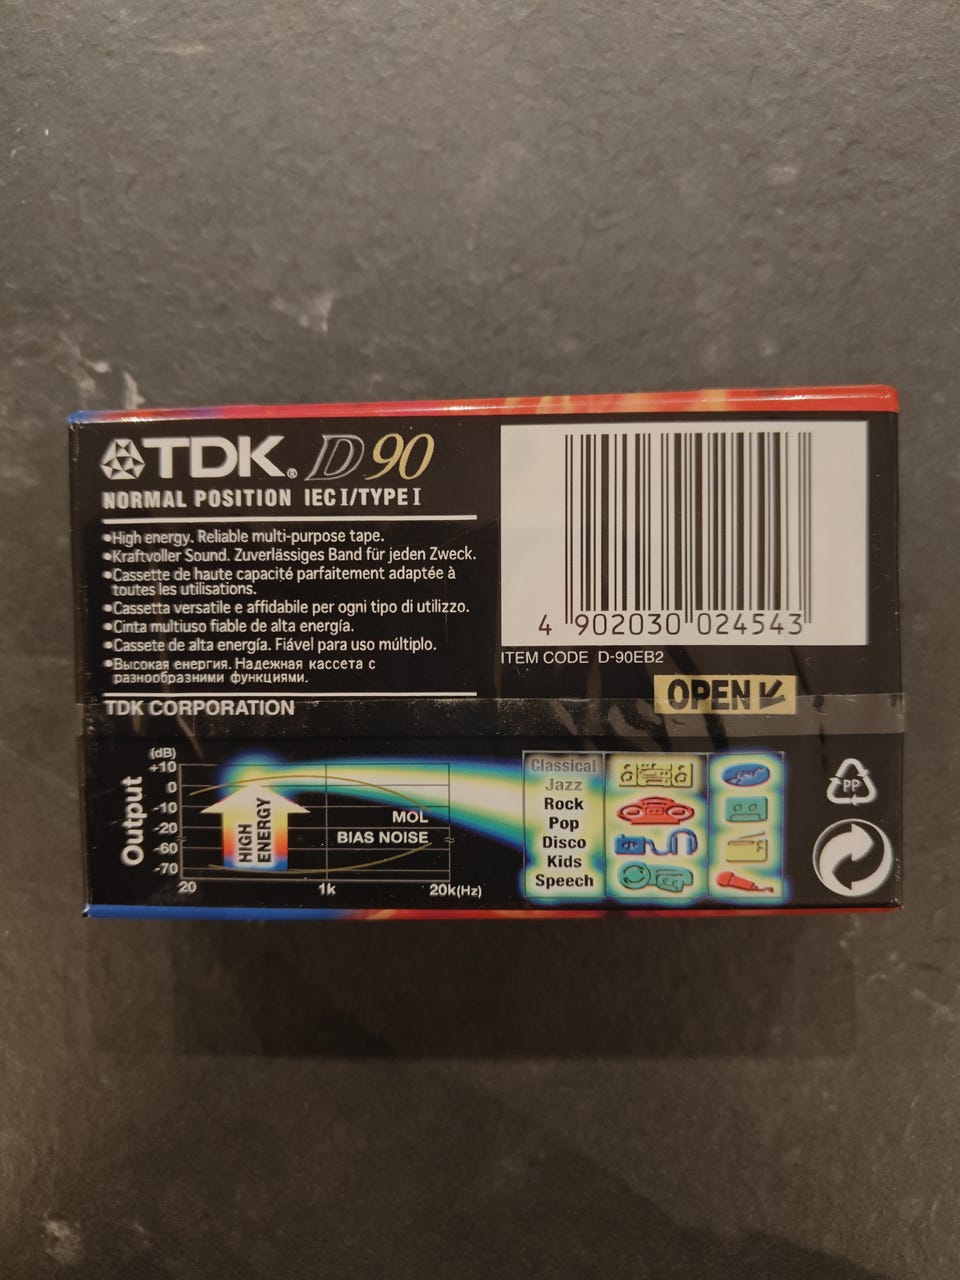 TDK® D90
NORMAL POSITION IEC I/TYPE I
•High energy. Reliable multi-purpose tape.
•Kraftvoller Sound. Zuverlässiges Band für jeden Zweck.
•Cassette de haute capacité parfaitement adaptée à
toutes les utilisations.
•Cassetta versatile e affidabile per ogni tipo di utilizzo.
•Cinta multiuso fiable de alta energía.
•Cassete de alta energía. Fiável para uso múltiplo.
•Высокая енергия. Надежная кассета с
разнообразними функциями.
TDK CORPORATION
4 902030 024543
ITEM CODE D-90EB2
OPEN
(dB)
+10
0
-10
-20
-60
-70
Output
HIGH
ENERGY
MOL
BIAS NOISE
20 1k 20k(Hz)
Classical
Jazz
Rock
Pop
Disco
Kids
Speech
PP